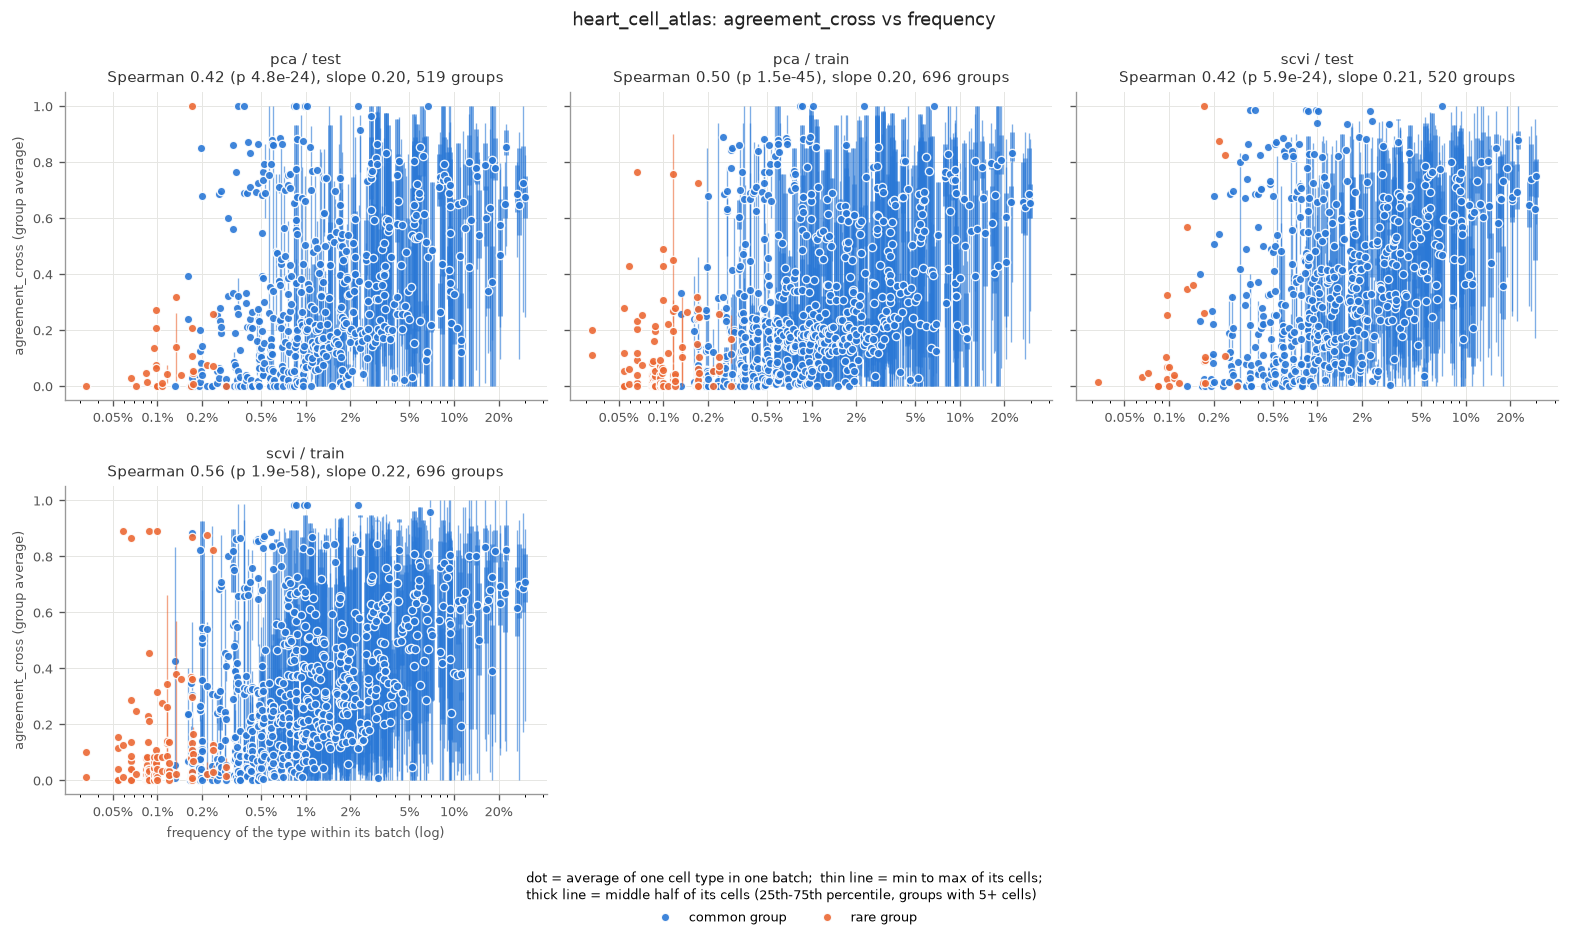 heart_cell_atlas: agreement_cross vs frequency
pca / test
Spearman 0.42 (p 4.8e-24), slope 0.20, 519 groups
pca / train
Spearman 0.50 (p 1.5e-45), slope 0.20, 696 groups
scvi / test
Spearman 0.42 (p 5.9e-24), slope 0.21, 520 groups
agreement_cross (group average)
1.0
0.8
0.6
0.4
0.2
0.0
0.05% 0.1% 0.2% 0.5% 1% 2% 5% 10% 20%
0.05% 0.1% 0.2% 0.5% 1% 2% 5% 10% 20%
0.05% 0.1% 0.2% 0.5% 1% 2% 5% 10% 20%
scvi / train
Spearman 0.56 (p 1.9e-58), slope 0.22, 696 groups
agreement_cross (group average)
1.0
0.8
0.6
0.4
0.2
0.0
0.05% 0.1% 0.2% 0.5% 1% 2% 5% 10% 20%
frequency of the type within its batch (log)
dot = average of one cell type in one batch;  thin line = min to max of its cells;
thick line = middle half of its cells (25th-75th percentile, groups with 5+ cells)
common group
rare group